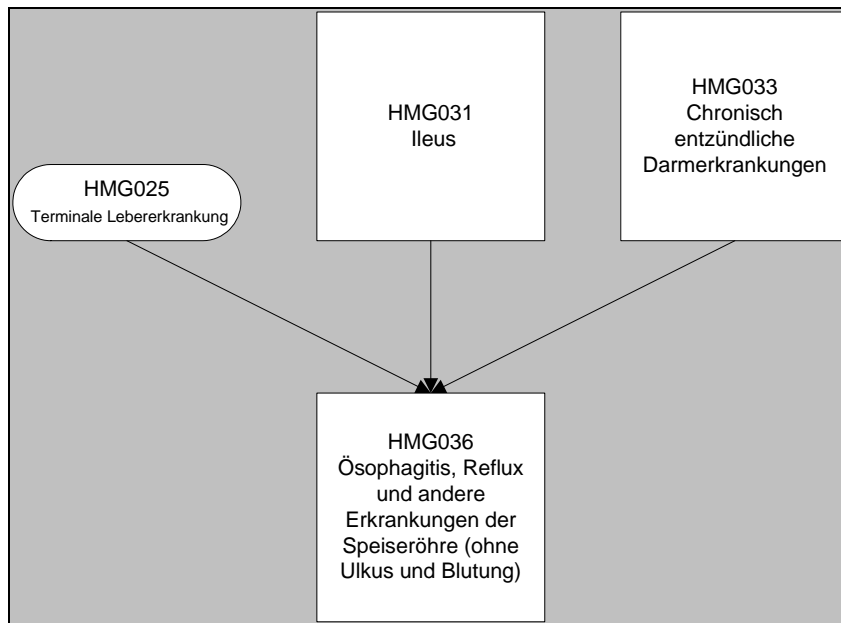 HMG025
Terminale Lebererkrankung
HMG031
Ileus
HMG033
Chronisch
entzündliche
Darmerkrankungen
HMG036
Ösophagitis, Reflux
und andere
Erkrankungen der
Speiseröhre (ohne
Ulkus und Blutung)